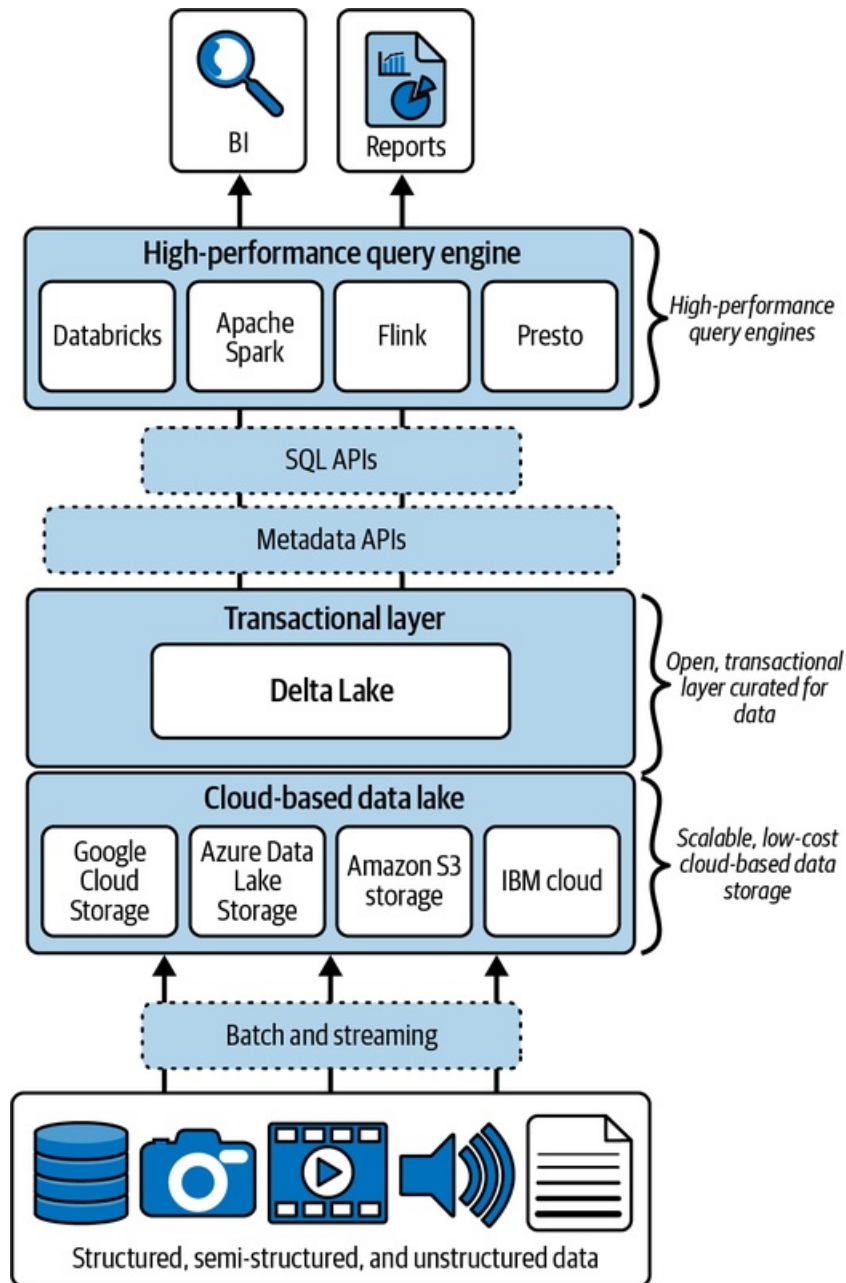 BI
Reports
High-performance query engine
Databricks
Apache
Spark
Flink
Presto
High-performance
query engines
SQL APIs
Metadata APIs
Transactional layer
Delta Lake
Open, transactional
layer curated for
data
Cloud-based data lake
Google
Cloud
Storage
Azure Data
Lake
Storage
Amazon S3
storage
IBM cloud
Scalable, low-cost
cloud-based data
storage
Batch and streaming
Structured, semi-structured, and unstructured data